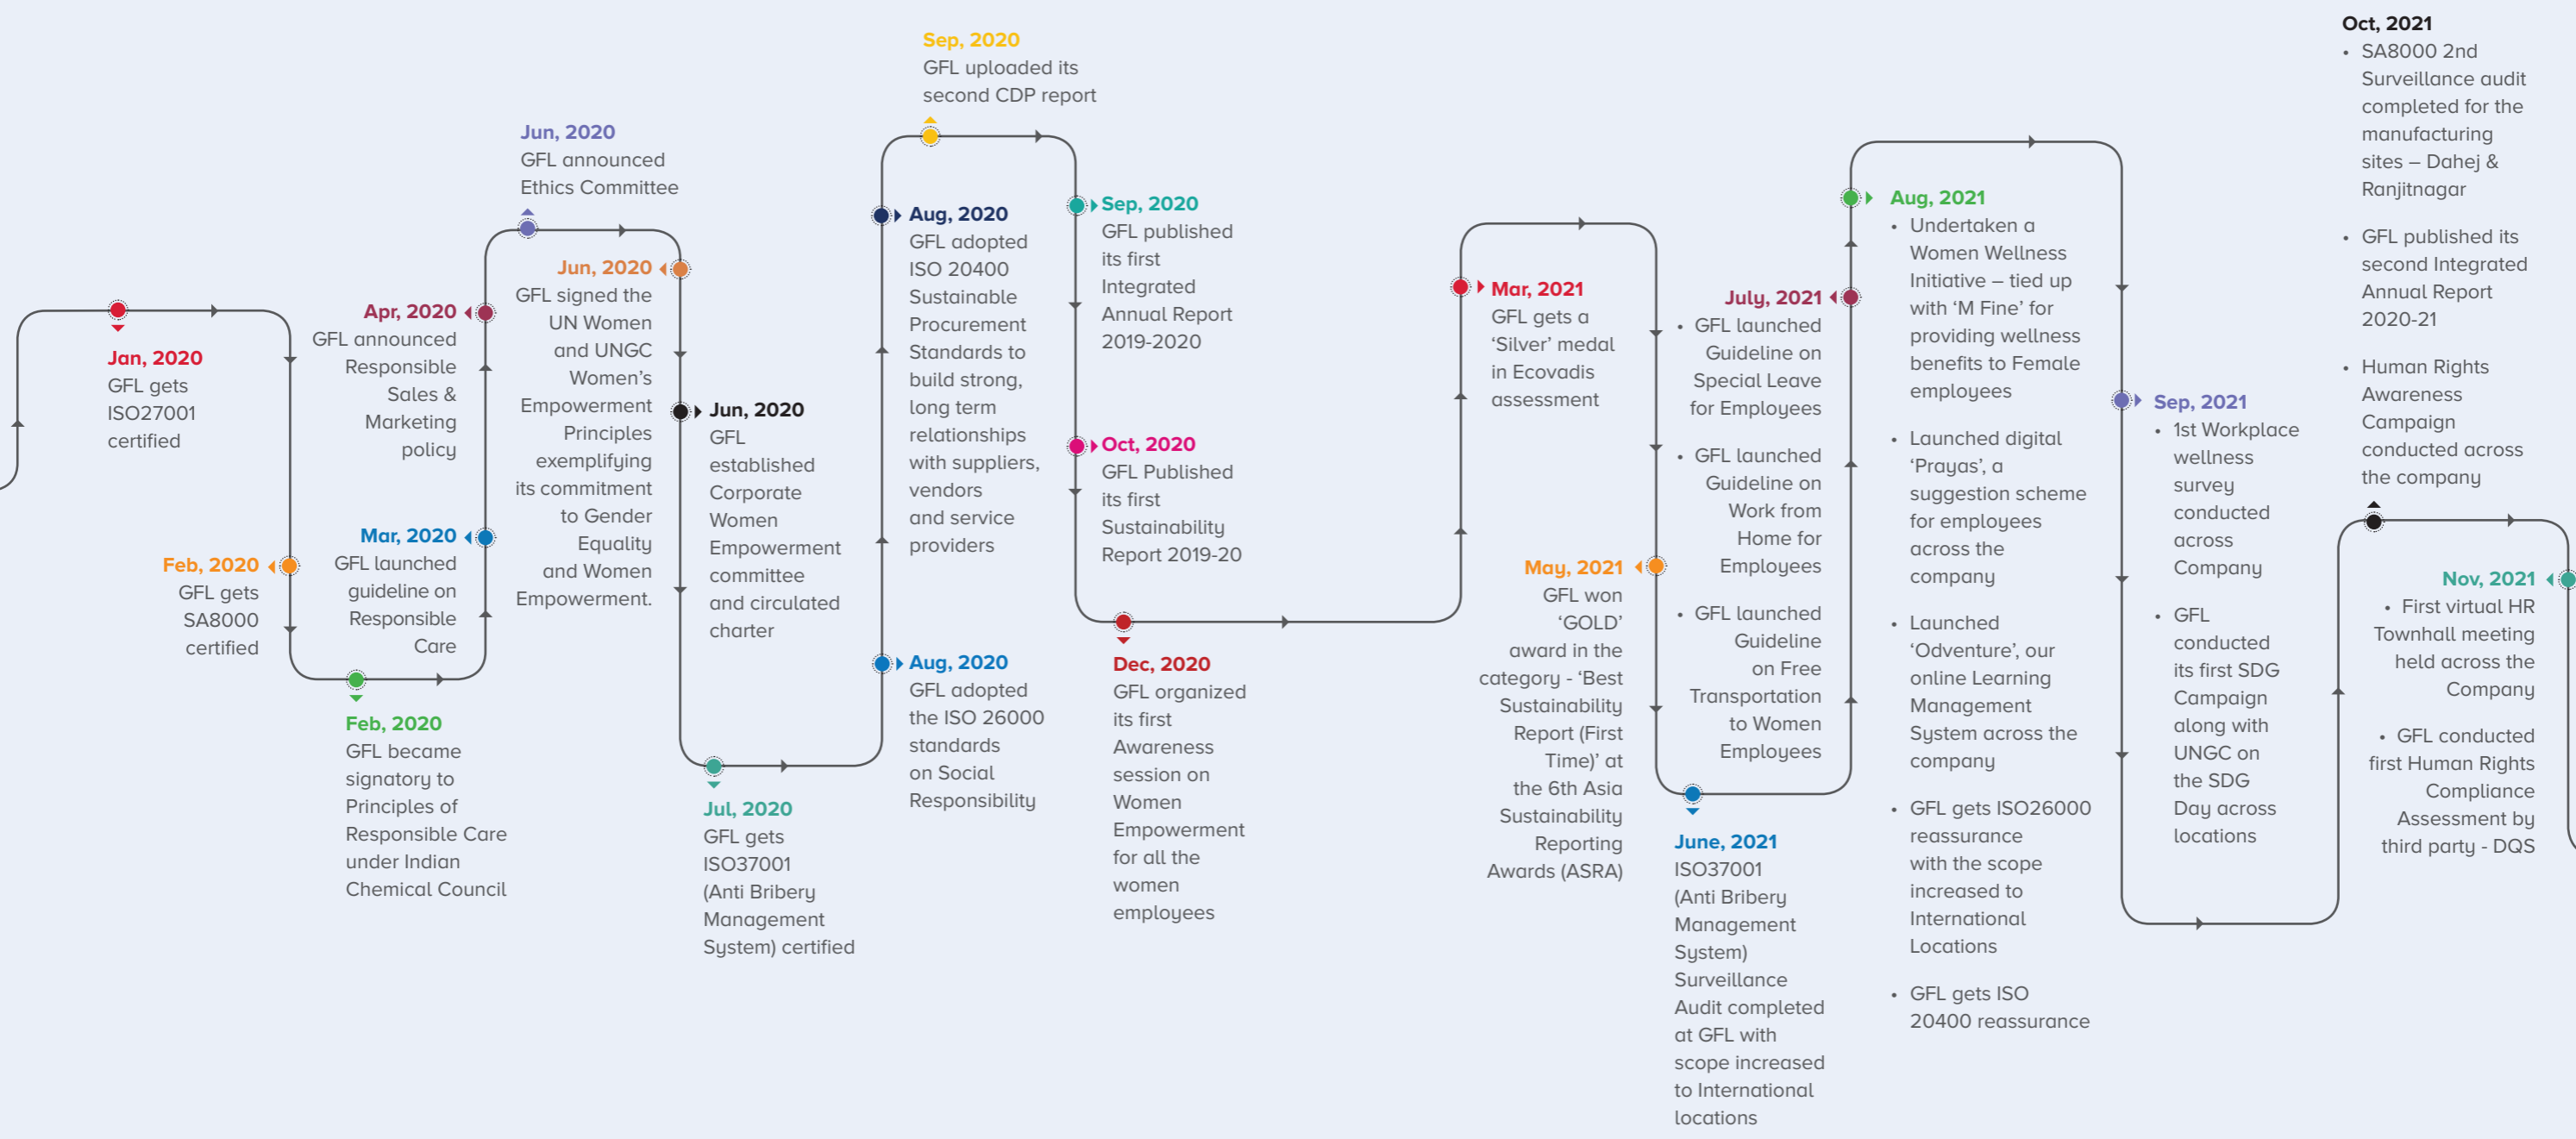 Jan, 2020
GFL gets
ISO27001
certified
Feb, 2020
GFL gets
SA8000
certified
Feb, 2020
GFL became
signatory to
Principles of
Responsible Care
under Indian
Chemical Council
Mar, 2020
GFL launched
guideline on
Responsible
Care
Apr, 2020
GFL announced
Responsible
Sales &
Marketing
policy
Jun, 2020
GFL announced
Ethics Committee
Jun, 2020
GFL signed the
UN Women
and UNGC
Women's
Empowerment
Principles
exemplifying
its commitment
to Gender
Equality
and Women
Empowerment.
Jun, 2020
GFL
established
Corporate
Women
Empowerment
committee
and circulated
charter
Jul, 2020
GFL gets
ISO37001
(Anti Bribery
Management
System) certified
Aug, 2020
GFL adopted
the ISO 26000
standards
on Social
Responsibility
Aug, 2020
GFL adopted
ISO 20400
Sustainable
Procurement
Standards to
build strong,
long term
relationships
with suppliers,
vendors
and service
providers
Sep, 2020
GFL uploaded its
second CDP report
Sep, 2020
GFL published
its first
Integrated
Annual Report
2019-2020
Oct, 2020
GFL Published
its first
Sustainability
Report 2019-20
Dec, 2020
GFL organized
its first
Awareness
session on
Women
Empowerment
for all the
women
employees
Mar, 2021
GFL gets a
‘Silver’ medal
in Ecovadis
assessment
May, 2021
GFL won
‘GOLD’
award in the
category - ‘Best
Sustainability
Report (First
Time)’ at
the 6th Asia
Sustainability
Reporting
Awards (ASRA)
June, 2021
ISO37001
(Anti Bribery
Management
System)
Surveillance
Audit completed
at GFL with
scope increased
to International
locations
July, 2021
• GFL launched
Guideline on
Special Leave
for Employees
• GFL launched
Guideline on
Work from
Home for
Employees
• GFL launched
Guideline
on Free
Transportation
to Women
Employees
Aug, 2021
• Undertaken a
Women Wellness
Initiative – tied up
with ‘M Fine’ for
providing wellness
benefits to Female
employees
• Launched digital
‘Prayas’, a
suggestion scheme
for employees
across the
company
• Launched
‘Odventure’, our
online Learning
Management
System across the
company
• GFL gets ISO26000
reassurance
with the scope
increased to
International
Locations
• GFL gets ISO
20400 reassurance
Sep, 2021
• 1st Workplace
wellness
survey
conducted
across
Company
• GFL
conducted
its first SDG
Campaign
along with
UNGC on
the SDG
Day across
locations
Oct, 2021
• SA8000 2nd
Surveillance audit
completed for the
manufacturing
sites – Dahej &
Ranjitnagar
• GFL published its
second Integrated
Annual Report
2020-21
• Human Rights
Awareness
Campaign
conducted across
the company
Nov, 2021
• First virtual HR
Townhall meeting
held across the
Company
• GFL conducted
first Human Rights
Compliance
Assessment by
third party - DQS